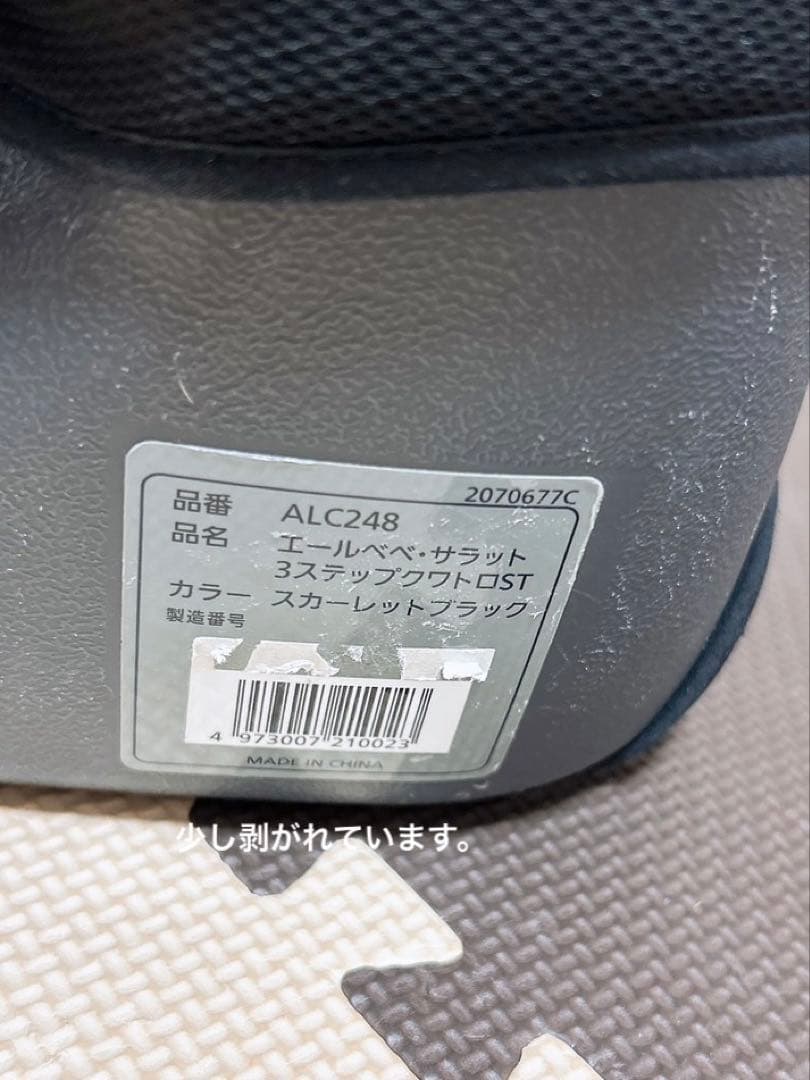 2070677C
品番 ALC248
品名 エールベベ・サラット
3ステップクワトロST
カラー スカーレットブラック
製造番号
4 973007 210023
MADE IN CHINA
少し剥がれています。